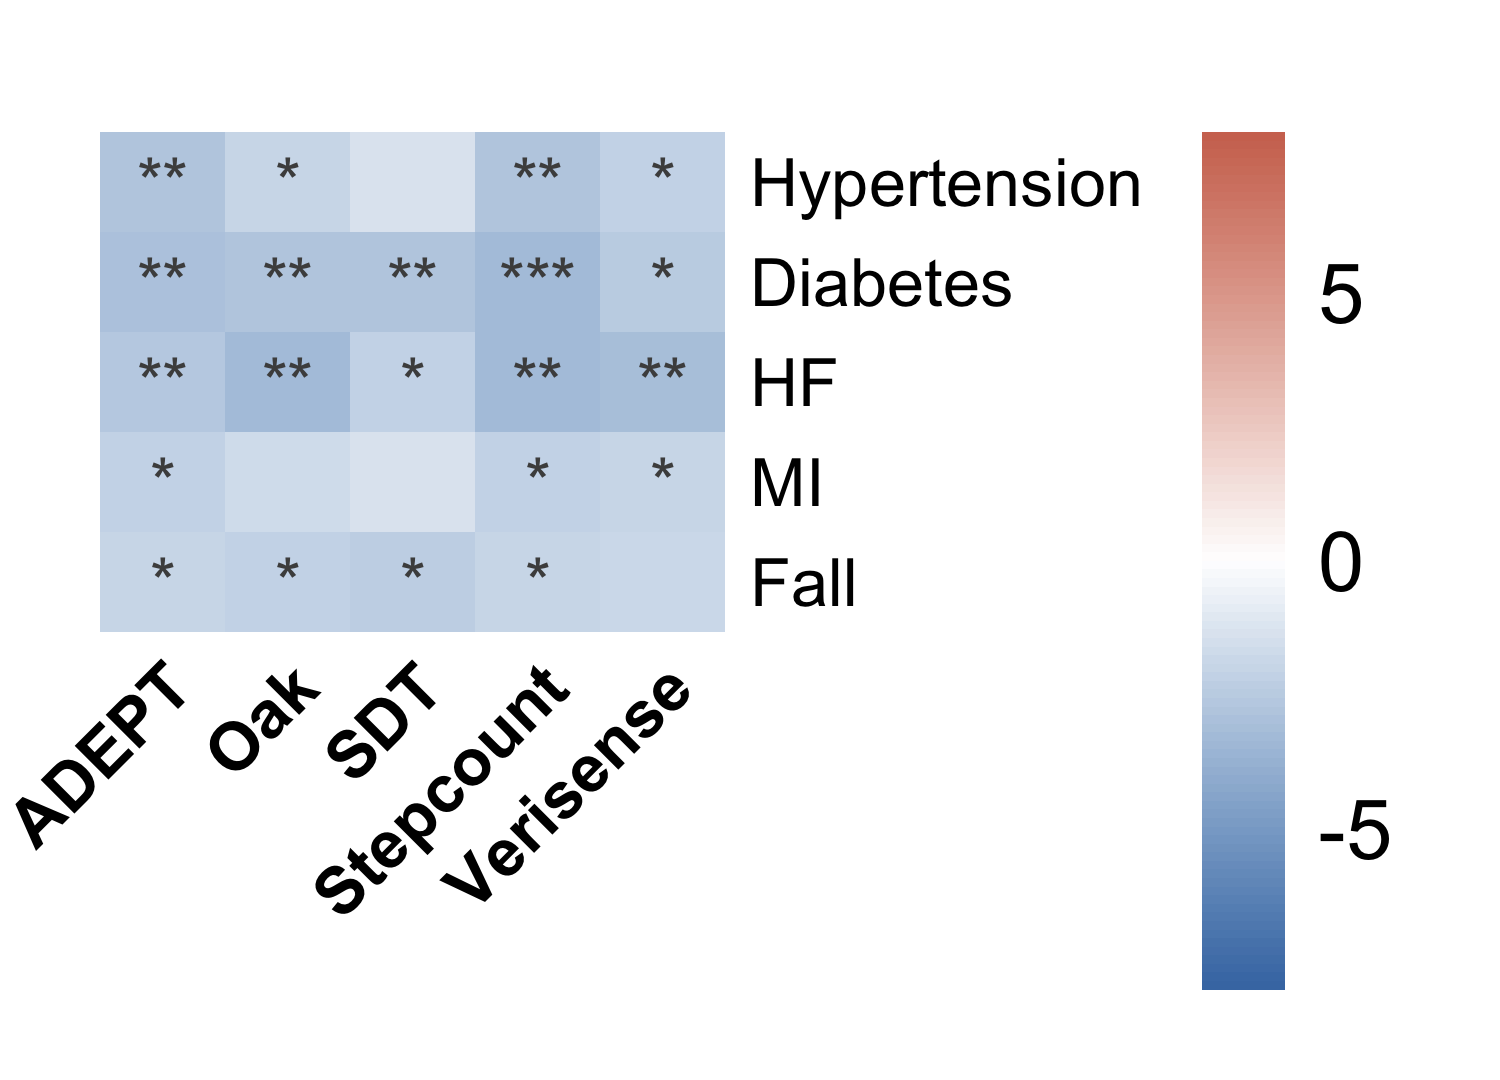 ** * ** * Hypertension
** ** ** *** * Diabetes
** ** * ** ** HF
* * * MI
* * * * Fall
ADEPT
Oak
SDT
Stepcount
Verisense
5
0
-5